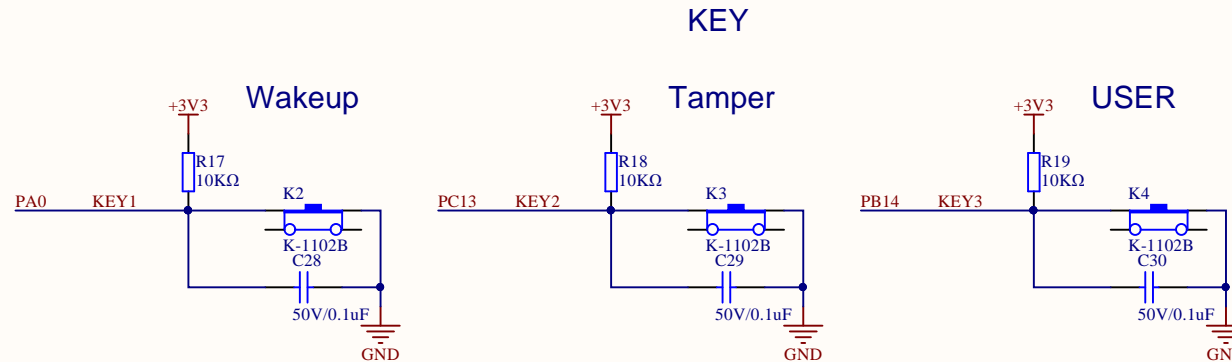 KEY
Wakeup
+3V3
R17
10KΩ
PA0 KEY1
K2
K-1102B
C28
50V/0.1uF
GND
Tamper
+3V3
R18
10KΩ
PC13 KEY2
K3
K-1102B
C29
50V/0.1uF
GND
USER
+3V3
R19
10KΩ
PB14 KEY3
K4
K-1102B
C30
50V/0.1uF
GN